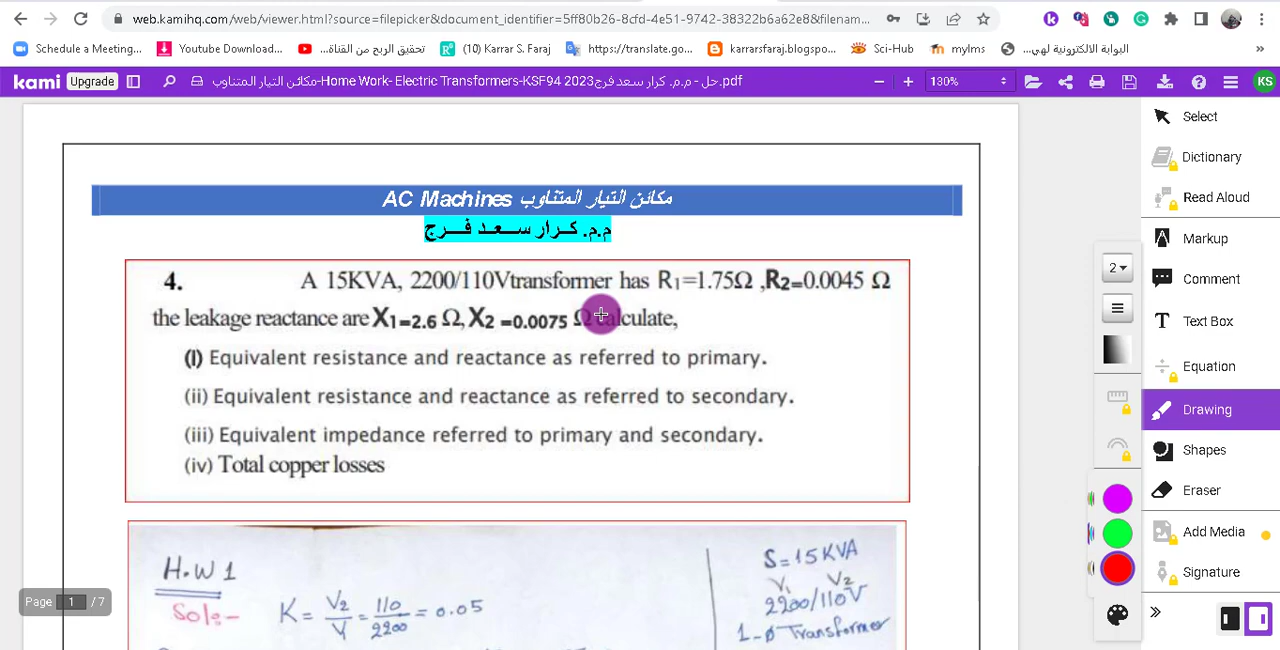 web.kamihq.com/web/viewer.html?source=filepicker&document_identifier=5ff80b26-8cfd-4e51-9742-38322b6a62e8&filenam...
Schedule a Meeting...
Youtube Download...
تحقيق الربح من القناة...
(10) Karrar S. Faraj
https://translate.go...
karrarsfaraj.blogspo...
Sci-Hub
mylms
البوابة الالكترونية لهي...
»
kami Upgrade
حل - م.م. كرار سعد فرج-Home Work- Electric Transformers-KSF94 2023-مكائن التيار المتناوب.pdf
130%
KS
AC Machines مكائن التيار المتناوب
م.م. كرار سعد فرج
4. A 15KVA, 2200/110Vtransformer has R1=1.75Ω ,R2=0.0045 Ω
the leakage reactance are X1=2.6 Ω, X2 =0.0075 Ω calculate,
(I) Equivalent resistance and reactance as referred to primary.
(ii) Equivalent resistance and reactance as referred to secondary.
(iii) Equivalent impedance referred to primary and secondary.
(iv) Total copper losses
H.W 1
Sol:-
K = V2/V1 = 110/2200 = 0.05
S=15KVA
V1 V2
2200/110V
1-Ø Transformer
Page 1 / 7
2
Select
Dictionary
Read Aloud
Markup
Comment
Text Box
Equation
Drawing
Shapes
Eraser
Add Media
Signature
»